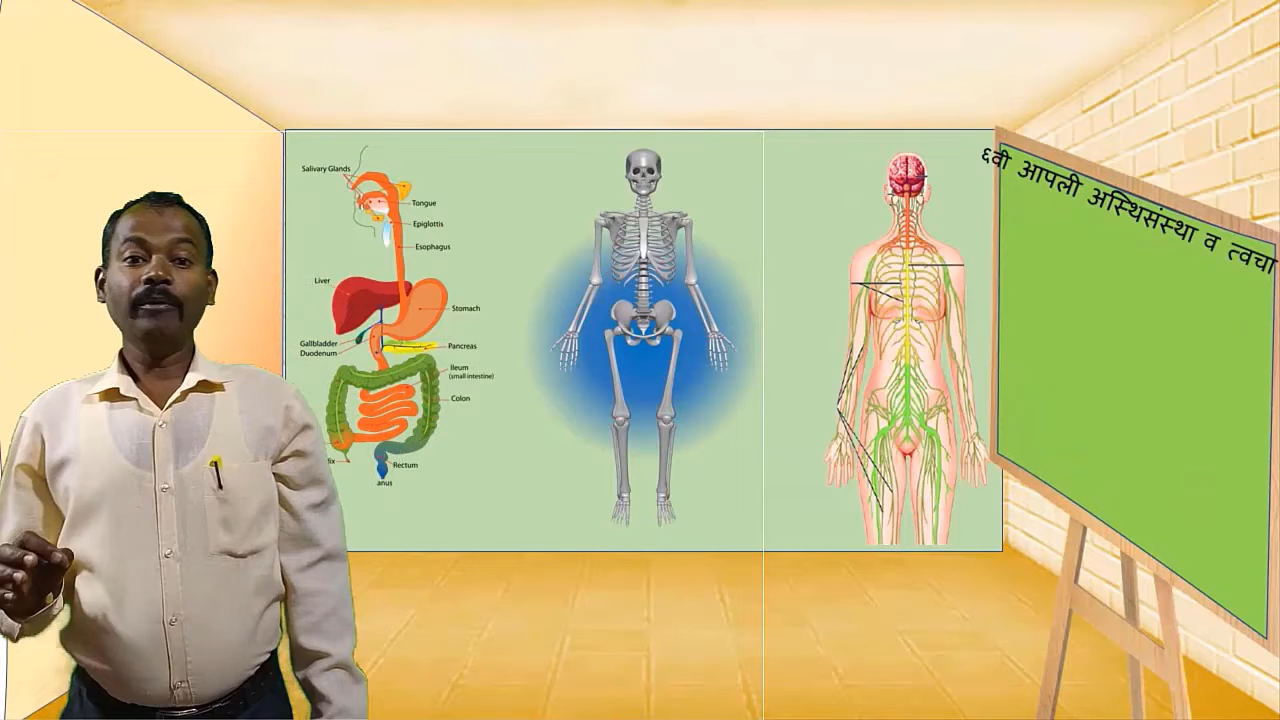 Salivary Glands
Tongue
Epiglottis
Esophagus
Liver
Stomach
Gallbladder
Duodenum
Pancreas
Ileum
(small intestine)
Colon
Rectum
anus
६वी आपली अस्थिसंस्था व त्वचा